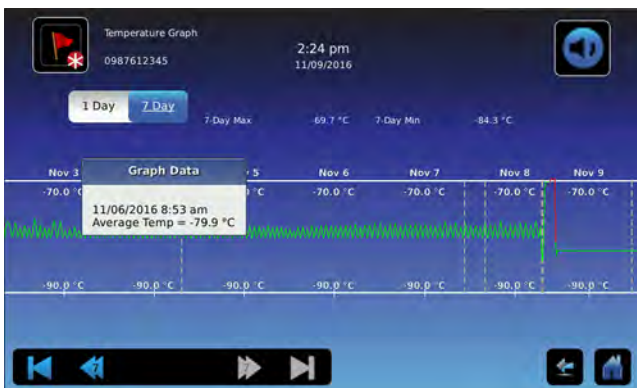 Temperature Graph
0987612345
2:24 pm
11/09/2016
1 Day 7 Day
7-Day Max -69.7 °C 7-Day Min -84.3 °C
Nov 3 5 Nov 6 Nov 7 Nov 8 Nov 9
Graph Data
-70.0 °C -70.0 °C -70.0 °C -70.0 °C -70.0 °C
11/06/2016 8:53 am
Average Temp = -79.9 °C
-90.0 °C -90.0 °C -90.0 °C -90.0 °C -90.0 °C -90.0 °C -90.0 °C
7 7